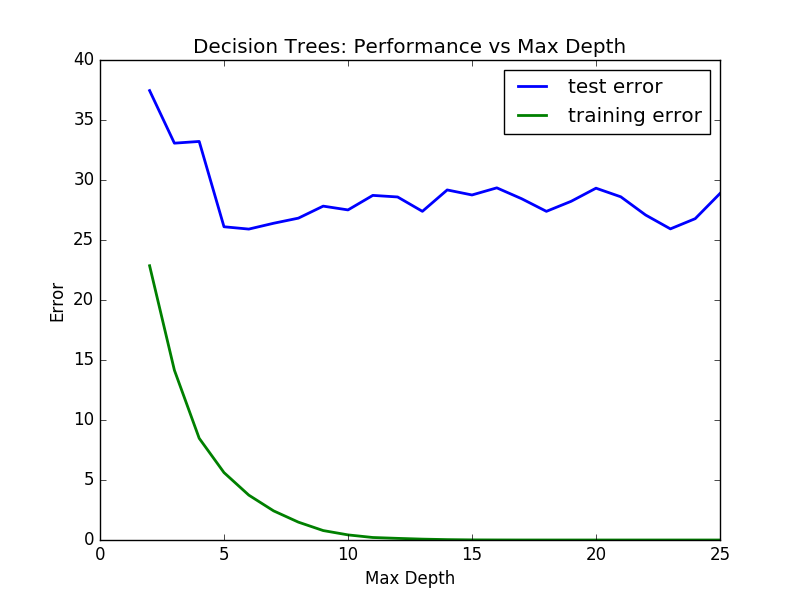 Decision Trees: Performance vs Max Depth
test error
training error
Error
40
35
30
25
20
15
10
5
0
0 5 10 15 20 25
Max Depth